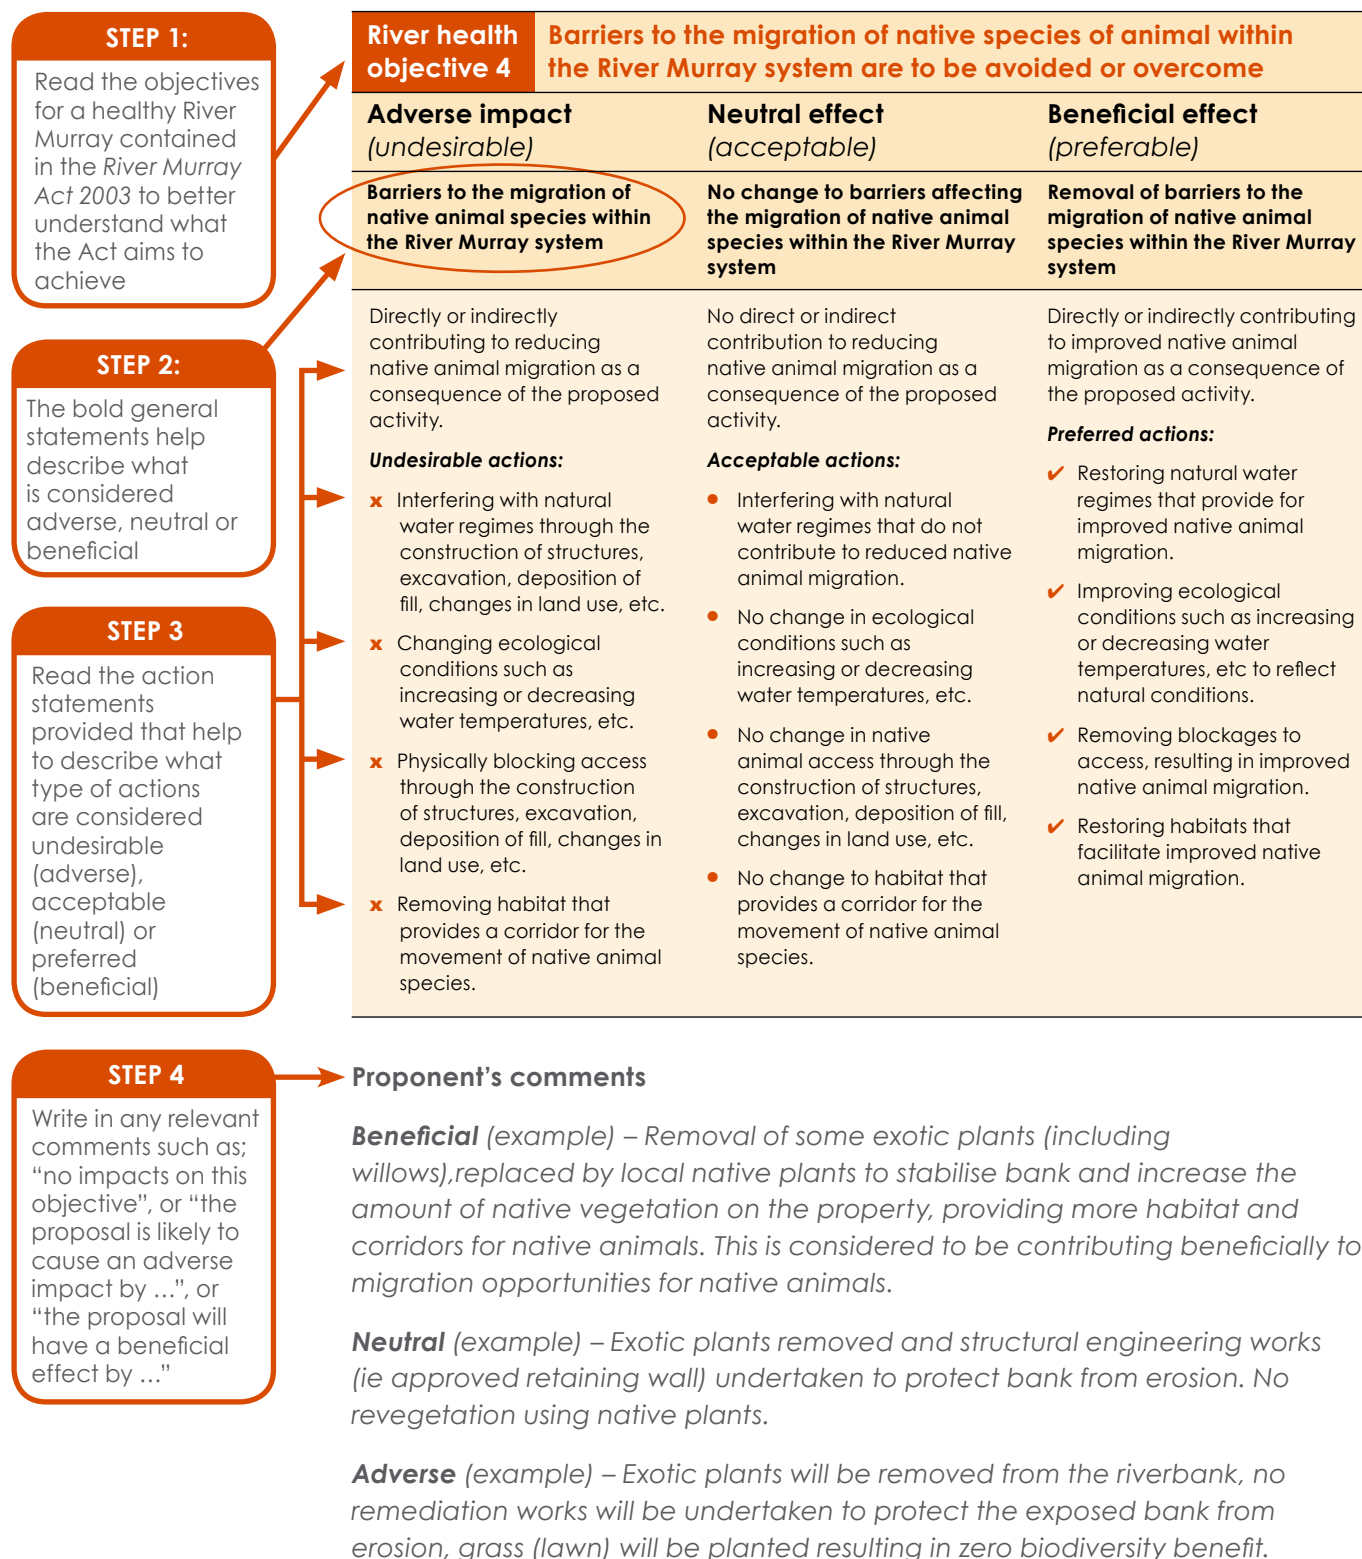 STEP 1:
Read the objectives
for a healthy River
Murray contained
in the River Murray
Act 2003 to better
understand what
the Act aims to
achieve
STEP 2:
The bold general
statements help
describe what
is considered
adverse, neutral or
beneficial
STEP 3
Read the action
statements
provided that help
to describe what
type of actions
are considered
undesirable
(adverse),
acceptable
(neutral) or
preferred
(beneficial)
STEP 4
Write in any relevant
comments such as;
“no impacts on this
objective”, or “the
proposal is likely to
cause an adverse
impact by …”, or
“the proposal will
have a beneficial
effect by …”
River health
objective 4
Barriers to the migration of native species of animal within
the River Murray system are to be avoided or overcome
Adverse impact
(undesirable)
Barriers to the migration of
native animal species within
the River Murray system
Directly or indirectly
contributing to reducing
native animal migration as a
consequence of the proposed
activity.
Undesirable actions:
x Interfering with natural
water regimes through the
construction of structures,
excavation, deposition of
fill, changes in land use, etc.
x Changing ecological
conditions such as
increasing or decreasing
water temperatures, etc.
x Physically blocking access
through the construction
of structures, excavation,
deposition of fill, changes in
land use, etc.
x Removing habitat that
provides a corridor for the
movement of native animal
species.
Neutral effect
(acceptable)
No change to barriers affecting
the migration of native animal
species within the River Murray
system
No direct or indirect
contribution to reducing
native animal migration as a
consequence of the proposed
activity.
Acceptable actions:
• Interfering with natural
water regimes that do not
contribute to reduced native
animal migration.
• No change in ecological
conditions such as
increasing or decreasing
water temperatures, etc.
• No change in native
animal access through the
construction of structures,
excavation, deposition of fill,
changes in land use, etc.
• No change to habitat that
provides a corridor for the
movement of native animal
species.
Beneficial effect
(preferable)
Removal of barriers to the
migration of native animal
species within the River Murray
system
Directly or indirectly contributing
to improved native animal
migration as a consequence of
the proposed activity.
Preferred actions:
✔ Restoring natural water
regimes that provide for
improved native animal
migration.
✔ Improving ecological
conditions such as increasing
or decreasing water
temperatures, etc to reflect
natural conditions.
✔ Removing blockages to
access, resulting in improved
native animal migration.
✔ Restoring habitats that
facilitate improved native
animal migration.
Proponent’s comments
Beneficial (example) – Removal of some exotic plants (including
willows),replaced by local native plants to stabilise bank and increase the
amount of native vegetation on the property, providing more habitat and
corridors for native animals. This is considered to be contributing beneficially to
migration opportunities for native animals.
Neutral (example) – Exotic plants removed and structural engineering works
(ie approved retaining wall) undertaken to protect bank from erosion. No
revegetation using native plants.
Adverse (example) – Exotic plants will be removed from the riverbank, no
remediation works will be undertaken to protect the exposed bank from
erosion, grass (lawn) will be planted resulting in zero biodiversity benefit.